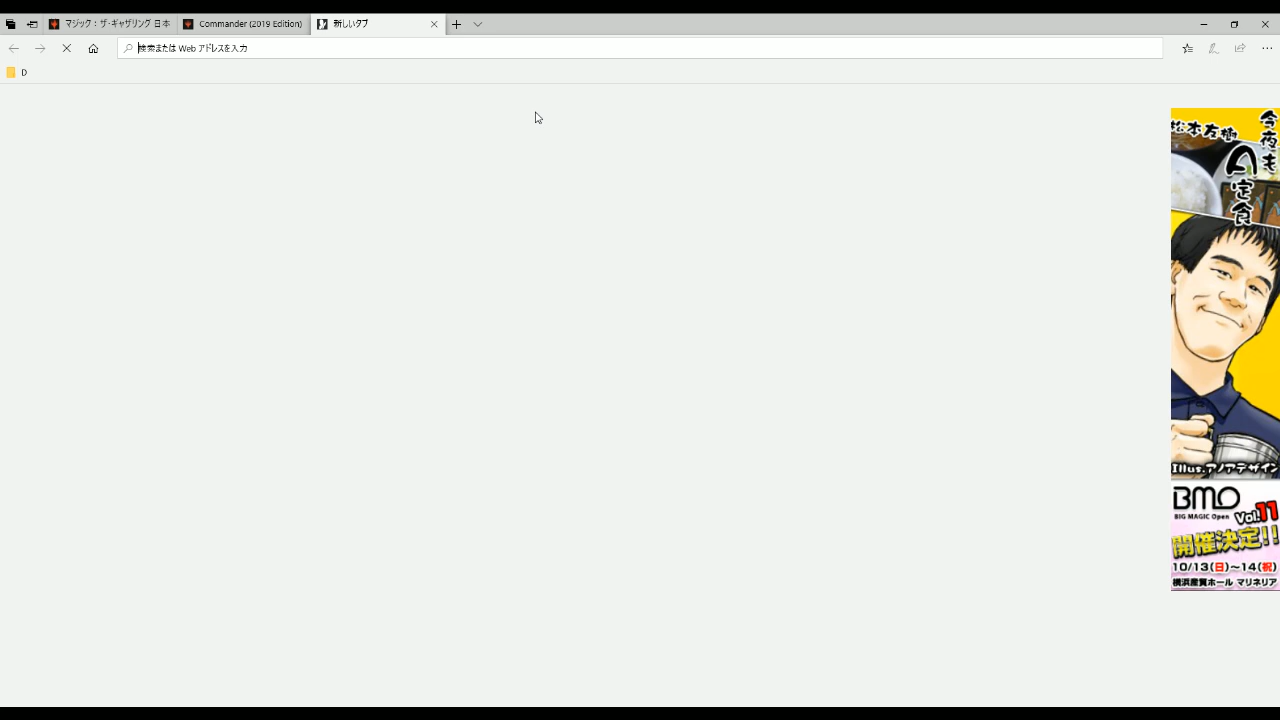 マジック：ザ・ギャザリング 日本
Commander (2019 Edition)
新しいタブ
検索または Web アドレスを入力
D
今夜も
松本友樹
A定食
Illus.アノアデザイン
BMO
BIG MAGIC Open
Vol.11
開催決定!!
10/13(日)～14(祝)
横浜産貿ホール マリネリア